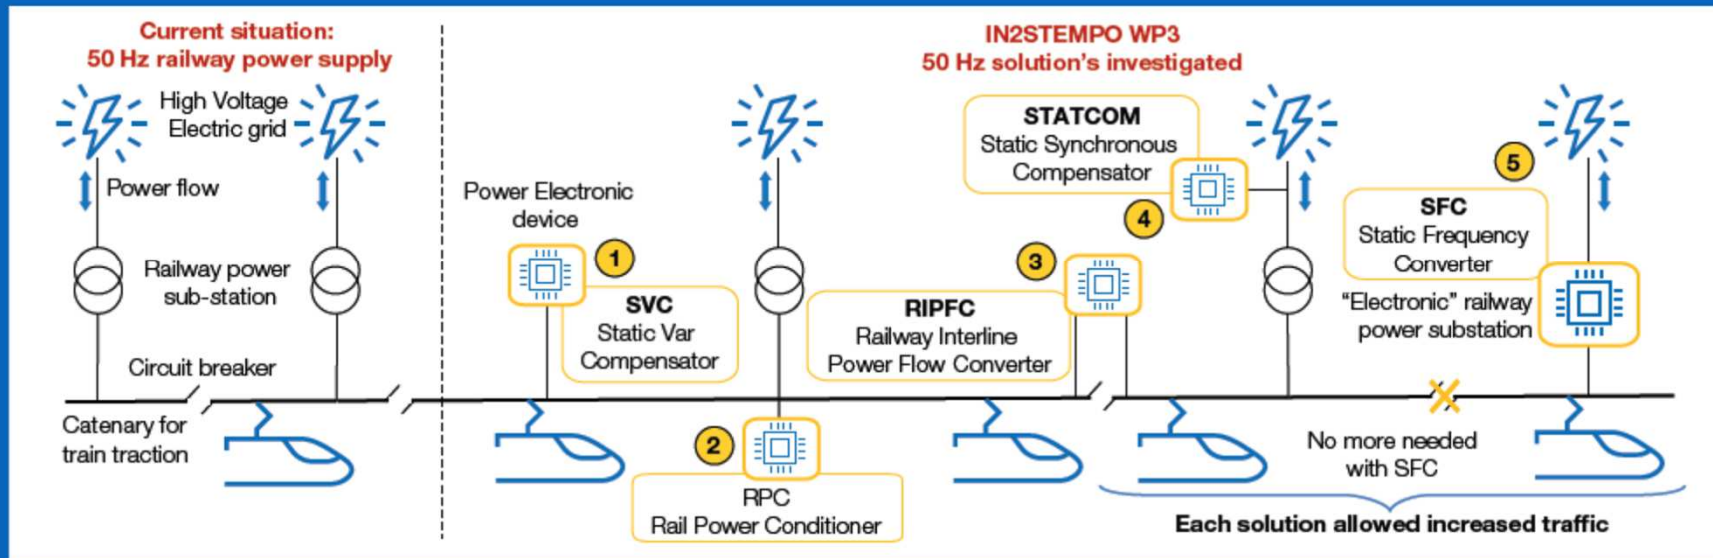 Current situation:
50 Hz railway power supply
High Voltage
Electric grid
Power flow
Railway power
sub-station
Circuit breaker
Catenary for
train traction
IN2STEMPO WP3
50 Hz solution's investigated
Power Electronic
device
1
SVC
Static Var
Compensator
2
RPC
Rail Power Conditioner
3
RIPFC
Railway Interline
Power Flow Converter
STATCOM
Static Synchronous
Compensator
4
5
SFC
Static Frequency
Converter
“Electronic” railway
power substation
No more needed
with SFC
Each solution allowed increased traffic